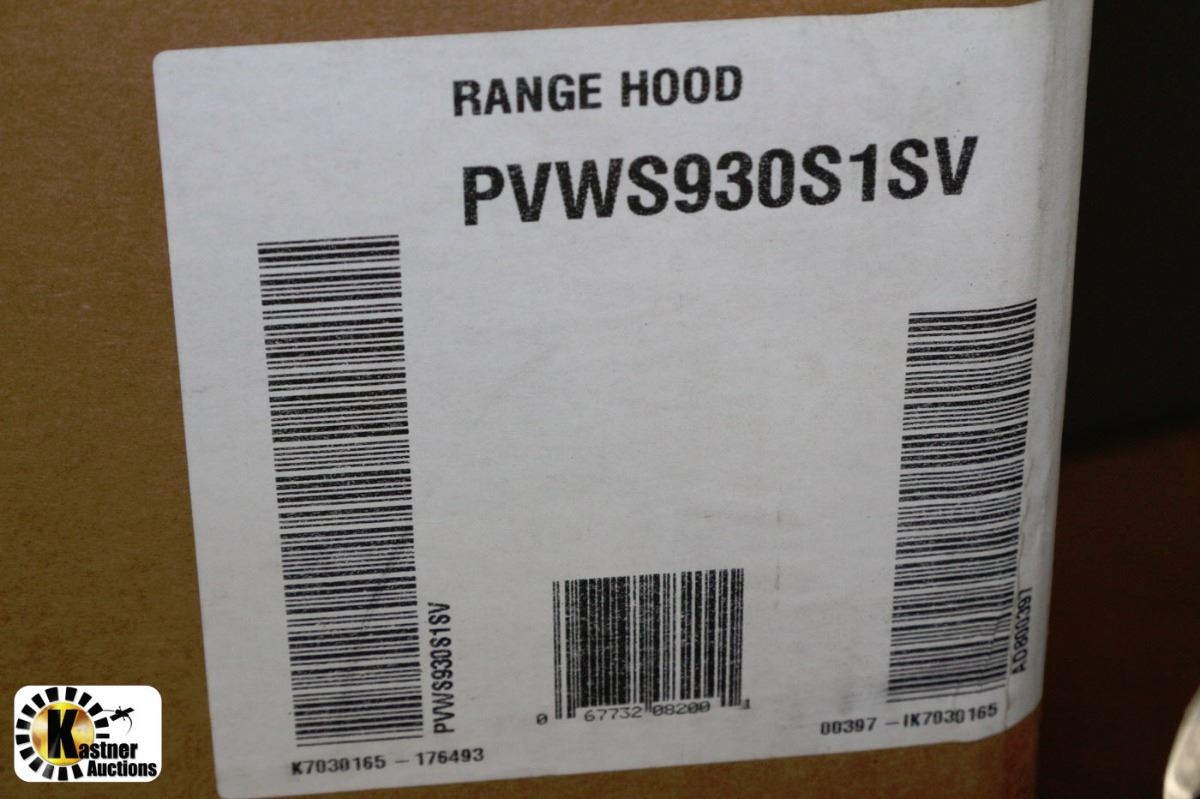 RANGE HOOD
PVWS930S1SV
PVWS930S1SV
K7030165 - 176493
0 67732 08200 1
AD800397
00397 - IK7030165
Kastner
Auctions